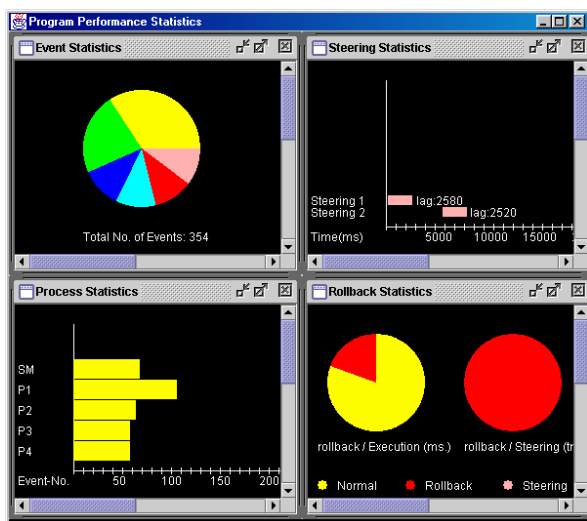 Program Performance Statistics
Event Statistics
Total No. of Events: 354
Steering Statistics
Steering 1 lag:2580
Steering 2 lag:2520
Time(ms) 5000 10000 15000
Process Statistics
SM
P1
P2
P3
P4
Event-No. 50 100 150 200
Rollback Statistics
rollback / Execution (ms.) rollback / Steering (tr
Normal Rollback Steering